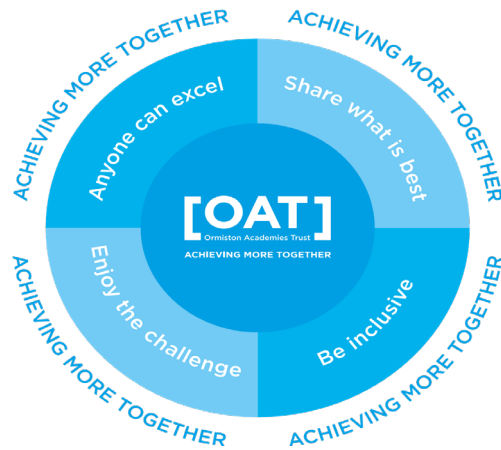 ACHIEVING MORE TOGETHER
ACHIEVING MORE TOGETHER
Anyone can excel
Share what is best
[OAT]
Ormiston Academies Trust
ACHIEVING MORE TOGETHER
Enjoy the challenge
Be inclusive
ACHIEVING MORE TOGETHER
ACHIEVING MORE TOGETHER